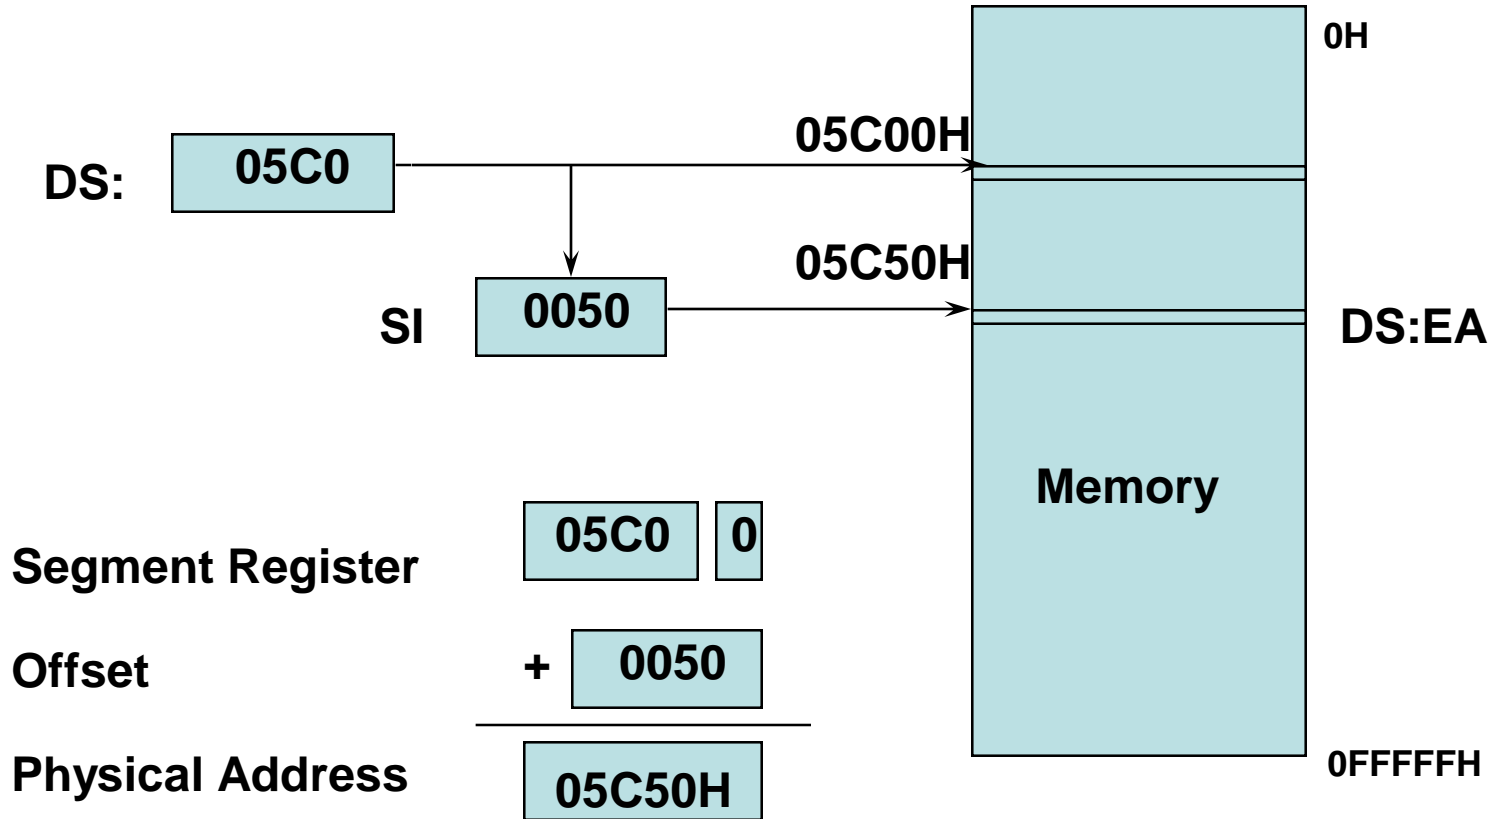 0H
05C00H
DS: 05C0
05C50H
SI 0050 DS:EA
Memory
Segment Register 05C0 0
Offset + 0050
Physical Address 05C50H
0FFFFFH